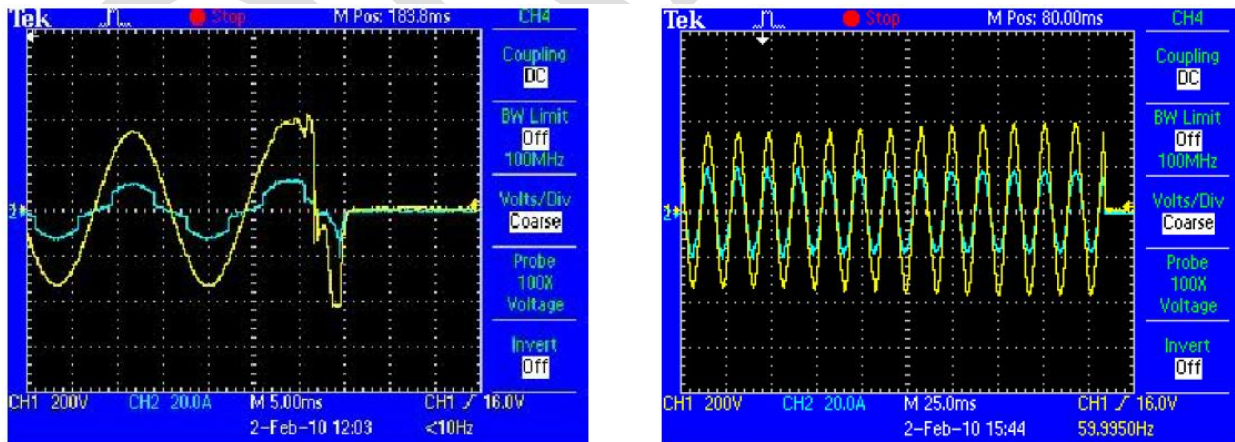 Tek Stop M Pos: 183.8ms CH4
Coupling
DC
BW Limit
Off
100MHz
Volts/Div
Coarse
Probe
100X
Voltage
Invert
Off
2
CH1 200V CH2 20.0A M 5.00ms CH1 16.0V
2-Feb-10 12:03 <10Hz
Tek Stop M Pos: 80.00ms CH4
Coupling
DC
BW Limit
Off
100MHz
Volts/Div
Coarse
Probe
100X
Voltage
Invert
Off
2
CH1 200V CH2 20.0A M 25.0ms CH1 16.0V
2-Feb-10 15:44 59.9950Hz